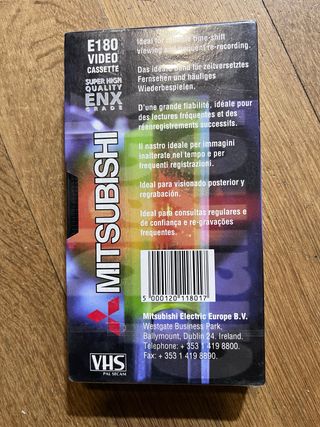 E180
VIDEO
CASSETTE
SUPER HIGH
QUALITY
ENX
GRADE
MITSUBISHI
VHS
PAL SECAM
Ideal for reliable time-shift
viewing and frequent re-recording.
Das ideale Band für zeitversetztes
Fernsehen und häufiges
Wiederbespielen.
D'une grande fiabilité, idéale pour
des lectures fréquentes et des
réenregistrements successifs.
Il nastro ideale per immagini
inalterate nel tempo e per
frequenti registrazioni.
Ideal para visionado posterior y
regrabación.
Ideal para consultas regulares e
de confiança e re-gravações
frequentes.
5 000120 118017
Mitsubishi Electric Europe B.V.
Westgate Business Park,
Ballymount, Dublin 24. Ireland.
Telephone: + 353 1 419 8800.
Fax: + 353 1 419 8890.